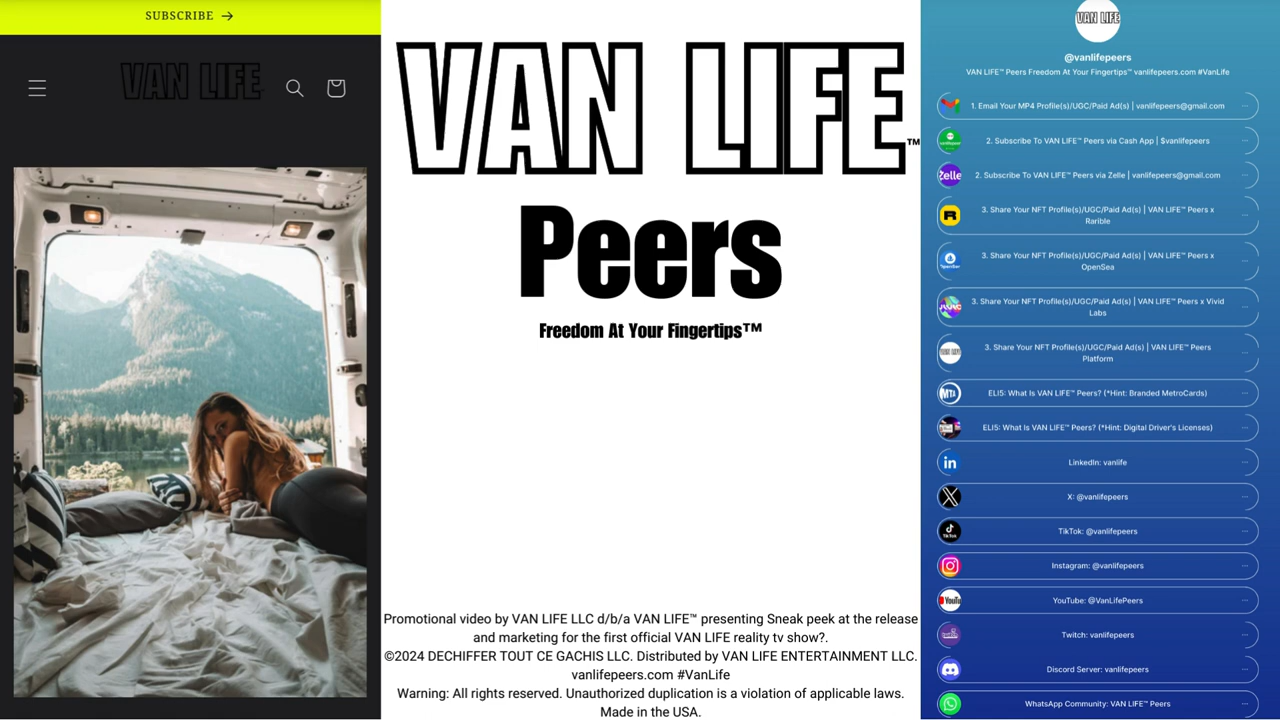 SUBSCRIBE →
VAN LIFE
VAN LIFE™
Peers
Freedom At Your Fingertips™
Promotional video by VAN LIFE LLC d/b/a VAN LIFE™ presenting Sneak peek at the release
and marketing for the first official VAN LIFE reality tv show?.
©2024 DECHIFFER TOUT CE GACHIS LLC. Distributed by VAN LIFE ENTERTAINMENT LLC.
vanlifepeers.com #VanLife
Warning: All rights reserved. Unauthorized duplication is a violation of applicable laws.
Made in the USA.
VAN LIFE
@vanlifepeers
VAN LIFE™ Peers Freedom At Your Fingertips™ vanlifepeers.com #VanLife
1. Email Your MP4 Profile(s)/UGC/Paid Ad(s) | vanlifepeers@gmail.com
2. Subscribe To VAN LIFE™ Peers via Cash App | $vanlifepeers
Zelle
2. Subscribe To VAN LIFE™ Peers via Zelle | vanlifepeers@gmail.com
R
3. Share Your NFT Profile(s)/UGC/Paid Ad(s) | VAN LIFE™ Peers x
Rarible
OpenSea
3. Share Your NFT Profile(s)/UGC/Paid Ad(s) | VAN LIFE™ Peers x
OpenSea
3. Share Your NFT Profile(s)/UGC/Paid Ad(s) | VAN LIFE™ Peers x Vivid
Labs
VAN LIFE
3. Share Your NFT Profile(s)/UGC/Paid Ad(s) | VAN LIFE™ Peers
Platform
MTA
ELI5: What Is VAN LIFE™ Peers? (*Hint: Branded MetroCards)
ELI5: What Is VAN LIFE™ Peers? (*Hint: Digital Driver's Licenses)
in
LinkedIn: vanlife
X
X: @vanlifepeers
TikTok
TikTok: @vanlifepeers
Instagram: @vanlifepeers
YouTu
YouTube: @VanLifePeers
Twitch: vanlifepeers
Discord Server: vanlifepeers
WhatsApp Community: VAN LIFE™ Peers